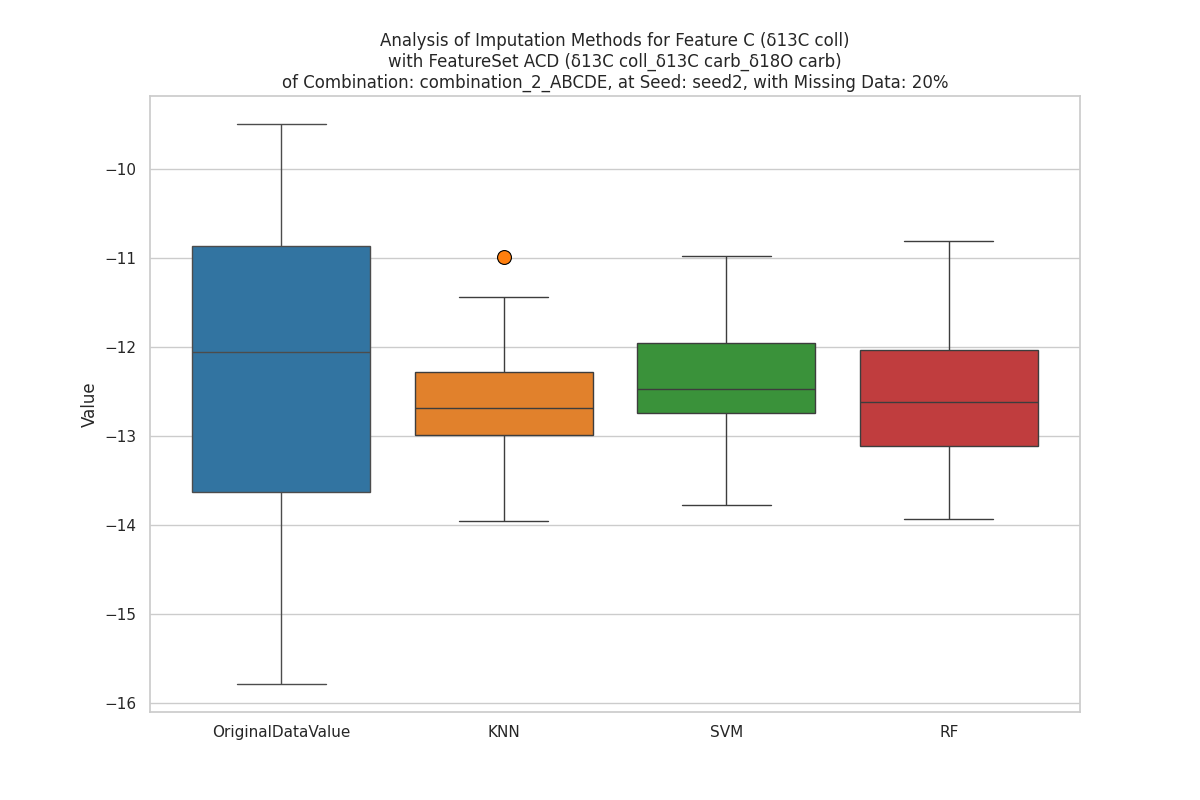 Analysis of Imputation Methods for Feature C (δ13C coll)
with FeatureSet ACD (δ13C coll_δ13C carb_δ18O carb)
of Combination: combination_2_ABCDE, at Seed: seed2, with Missing Data: 20%
−10
−11
−12
−13
−14
−15
−16
Value
OriginalDataValue
KNN
SVM
RF